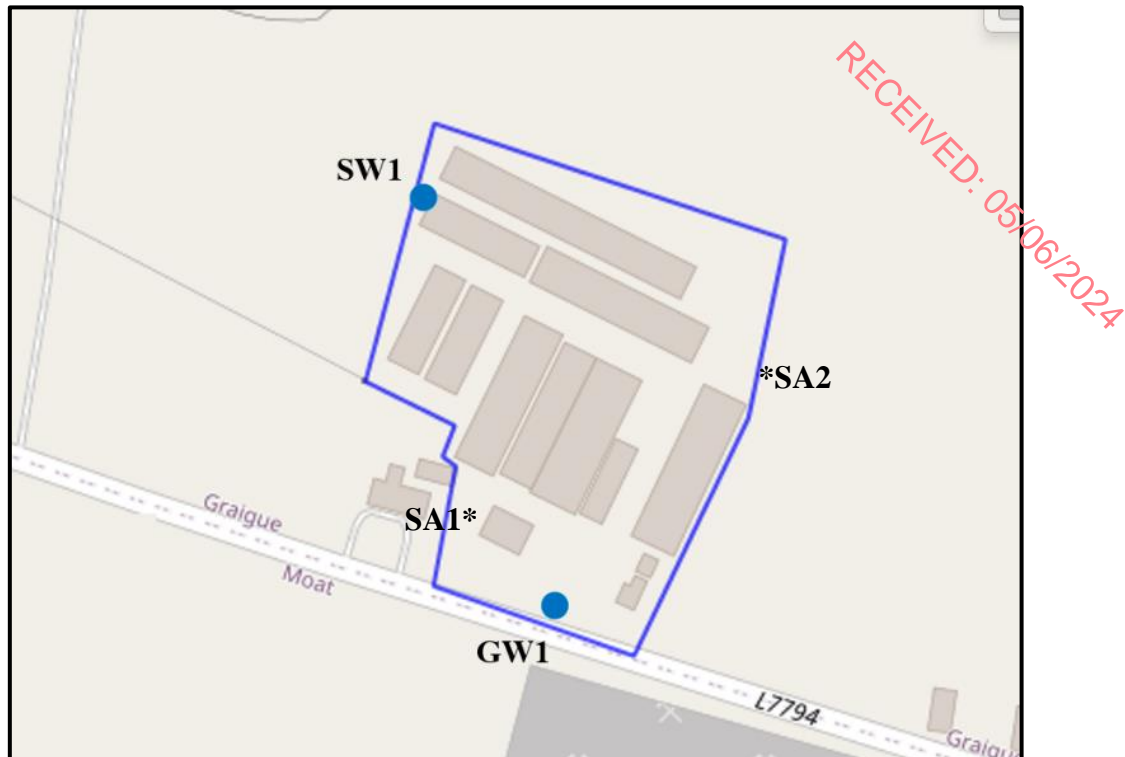 RECEIVED: 05/06/2024
SW1
*SA2
Graigue
SA1*
Moat
GW1
L7794
Graigu